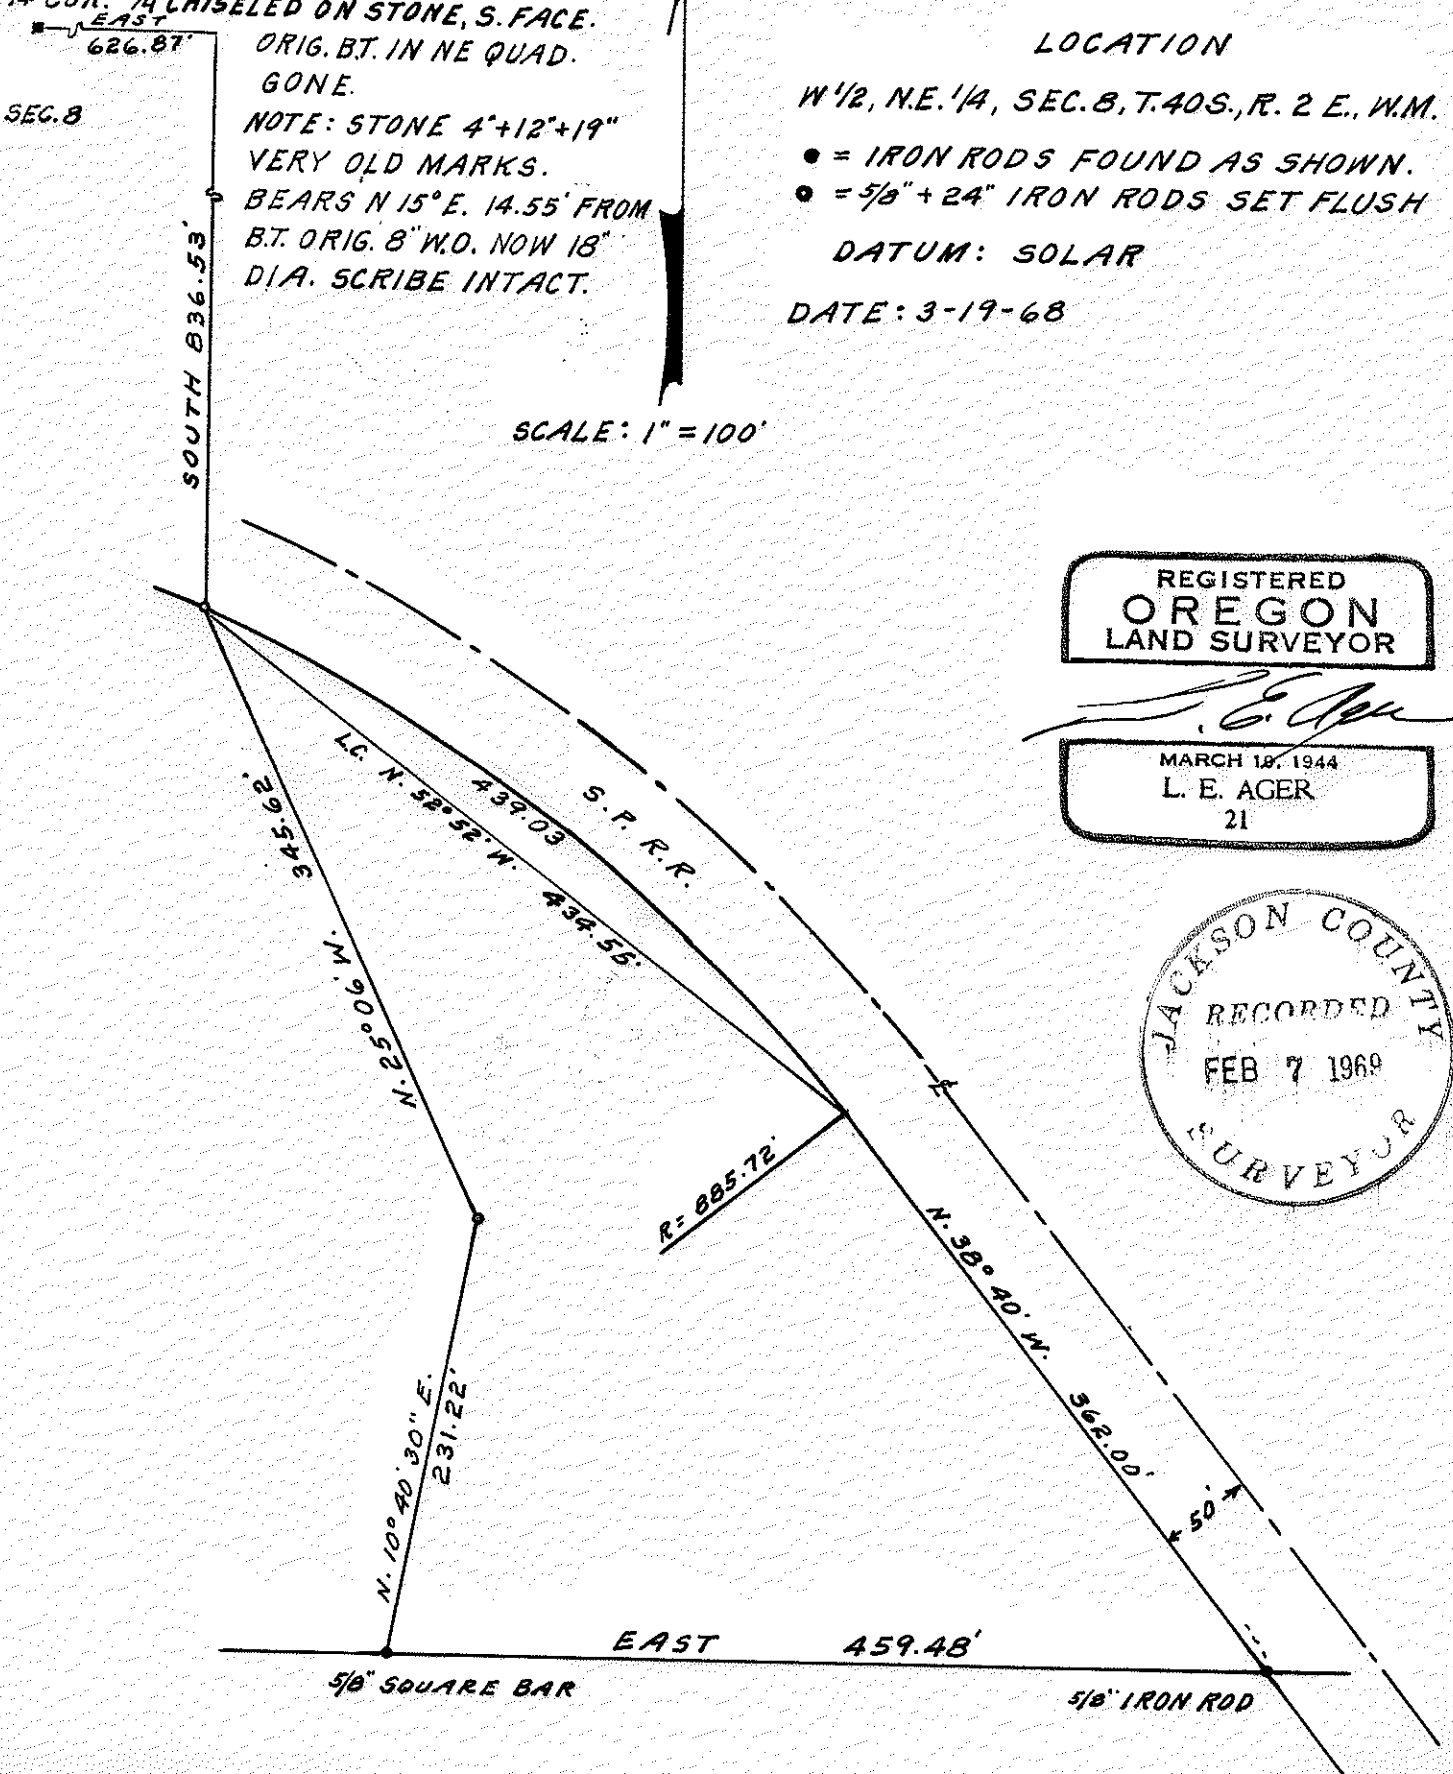 1/4 COR. 1/4 CHISELED ON STONE, S. FACE.
EAST
626.87'
ORIG. B.T. IN NE QUAD.
GONE.
SEC. 8
NOTE: STONE 4"+12"+19"
VERY OLD MARKS.
BEARS N 15° E. 14.55' FROM
B.T. ORIG. 8" W.O. NOW 18"
DIA. SCRIBE INTACT.
SOUTH 836.53'
LOCATION
W 1/2, N.E. 1/4, SEC. 8, T. 40 S., R. 2 E., W.M.
= IRON RODS FOUND AS SHOWN.
= 5/8" + 24" IRON RODS SET FLUSH
DATUM: SOLAR
DATE: 3-19-68
SCALE: 1" = 100'
REGISTERED
OREGON
LAND SURVEYOR
L. E. Ager
MARCH 19, 1944
L. E. AGER
21
JACKSON COUNTY
RECORDED
FEB 7 1969
SURVEYOR
S. P. R.R.
439.03
L.C. N. 52° 52' W. 434.55'
345.62'
N. 25° 06' W.
R = 885.72'
N. 38° 40' W. 362.00'
50'
N. 10° 40' 30" E.
231.22'
EAST 459.48'
5/8" SQUARE BAR
5/8" IRON ROD